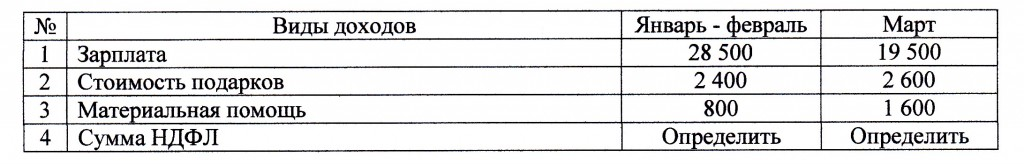 № Виды доходов Январь - февраль Март
1 Зарплата 28 500 19 500
2 Стоимость подарков 2 400 2 600
3 Материальная помощь 800 1 600
4 Сумма НДФЛ Определить Определить